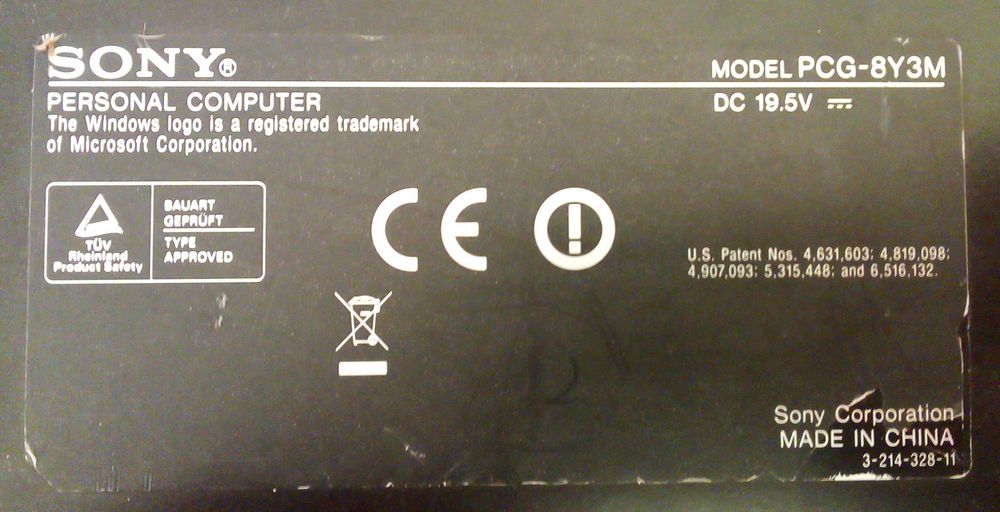 SONY®
MODEL PCG-8Y3M
PERSONAL COMPUTER
DC 19.5V
The Windows logo is a registered trademark
of Microsoft Corporation.
TÜV
Rheinland
Product Safety
BAUART
GEPRÜFT
TYPE
APPROVED
CE
U.S. Patent Nos. 4,631,603; 4,819,098;
4,907,093; 5,315,448; and 6,516,132.
Sony Corporation
MADE IN CHINA
3-214-328-11